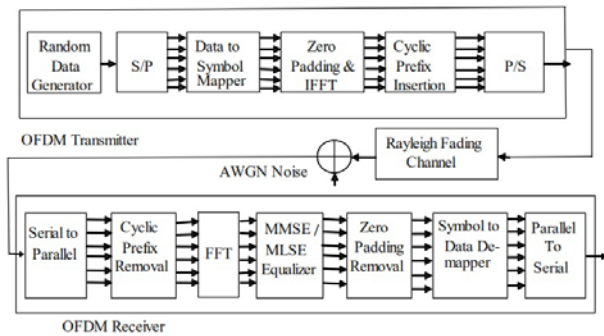 Random
Data
Generator
S/P
Data to
Symbol
Mapper
Zero
Padding &
IFFT
Cyclic
Prefix
Insertion
P/S
OFDM Transmitter
Rayleigh Fading
Channel
AWGN Noise
Serial to
Parallel
Cyclic
Prefix
Removal
FFT
MMSE /
MLSE
Equalizer
Zero
Padding
Removal
Symbol to
Data De-
mapper
Parallel
To
Serial
OFDM Receiver